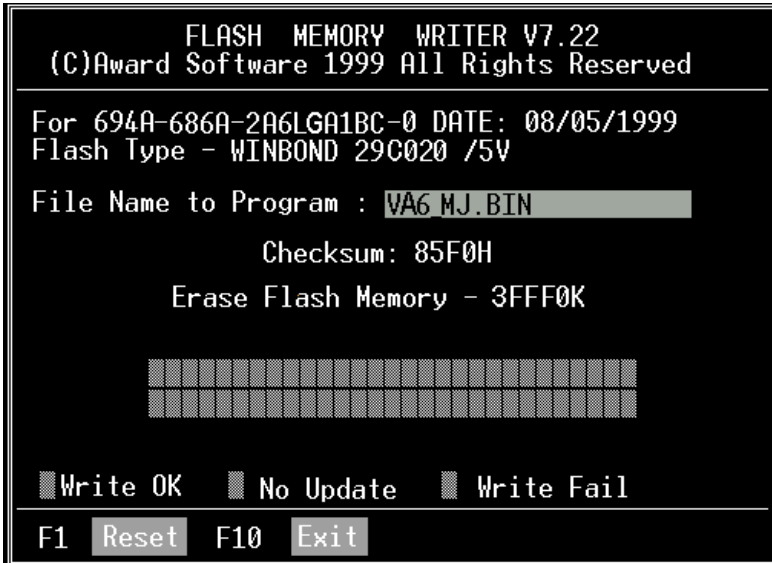 FLASH MEMORY WRITER V7.22
(C)Award Software 1999 All Rights Reserved
For 694A-686A-2A6LGA1BC-0 DATE: 08/05/1999
Flash Type - WINBOND 29C020 /5V
File Name to Program : VA6_MJ.BIN
Checksum: 85F0H
Erase Flash Memory - 3FFF0K
Write OK No Update Write Fail
F1 Reset F10 Exit